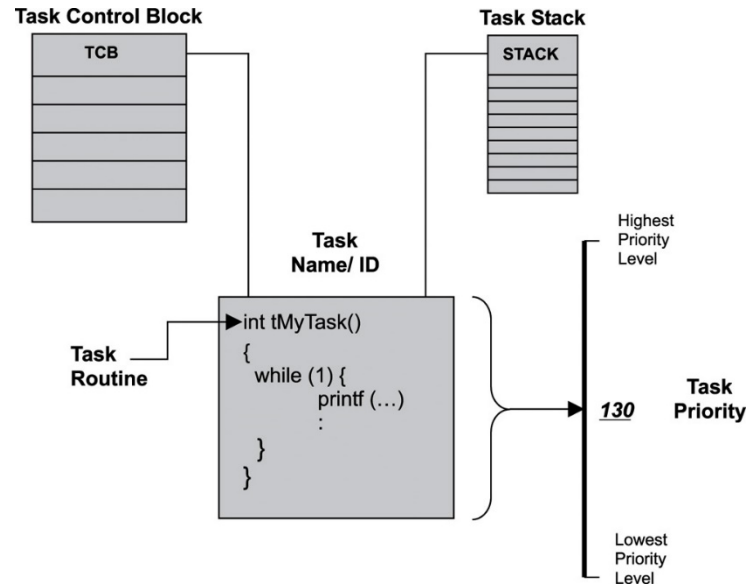 Task Control Block
Task Stack
TCB
STACK
Task
Name/ ID
Highest
Priority
Level
int tMyTask()
{
while (1) {
printf (…)
:
}
}
Task
Routine
130
Task
Priority
Lowest
Priority
Level